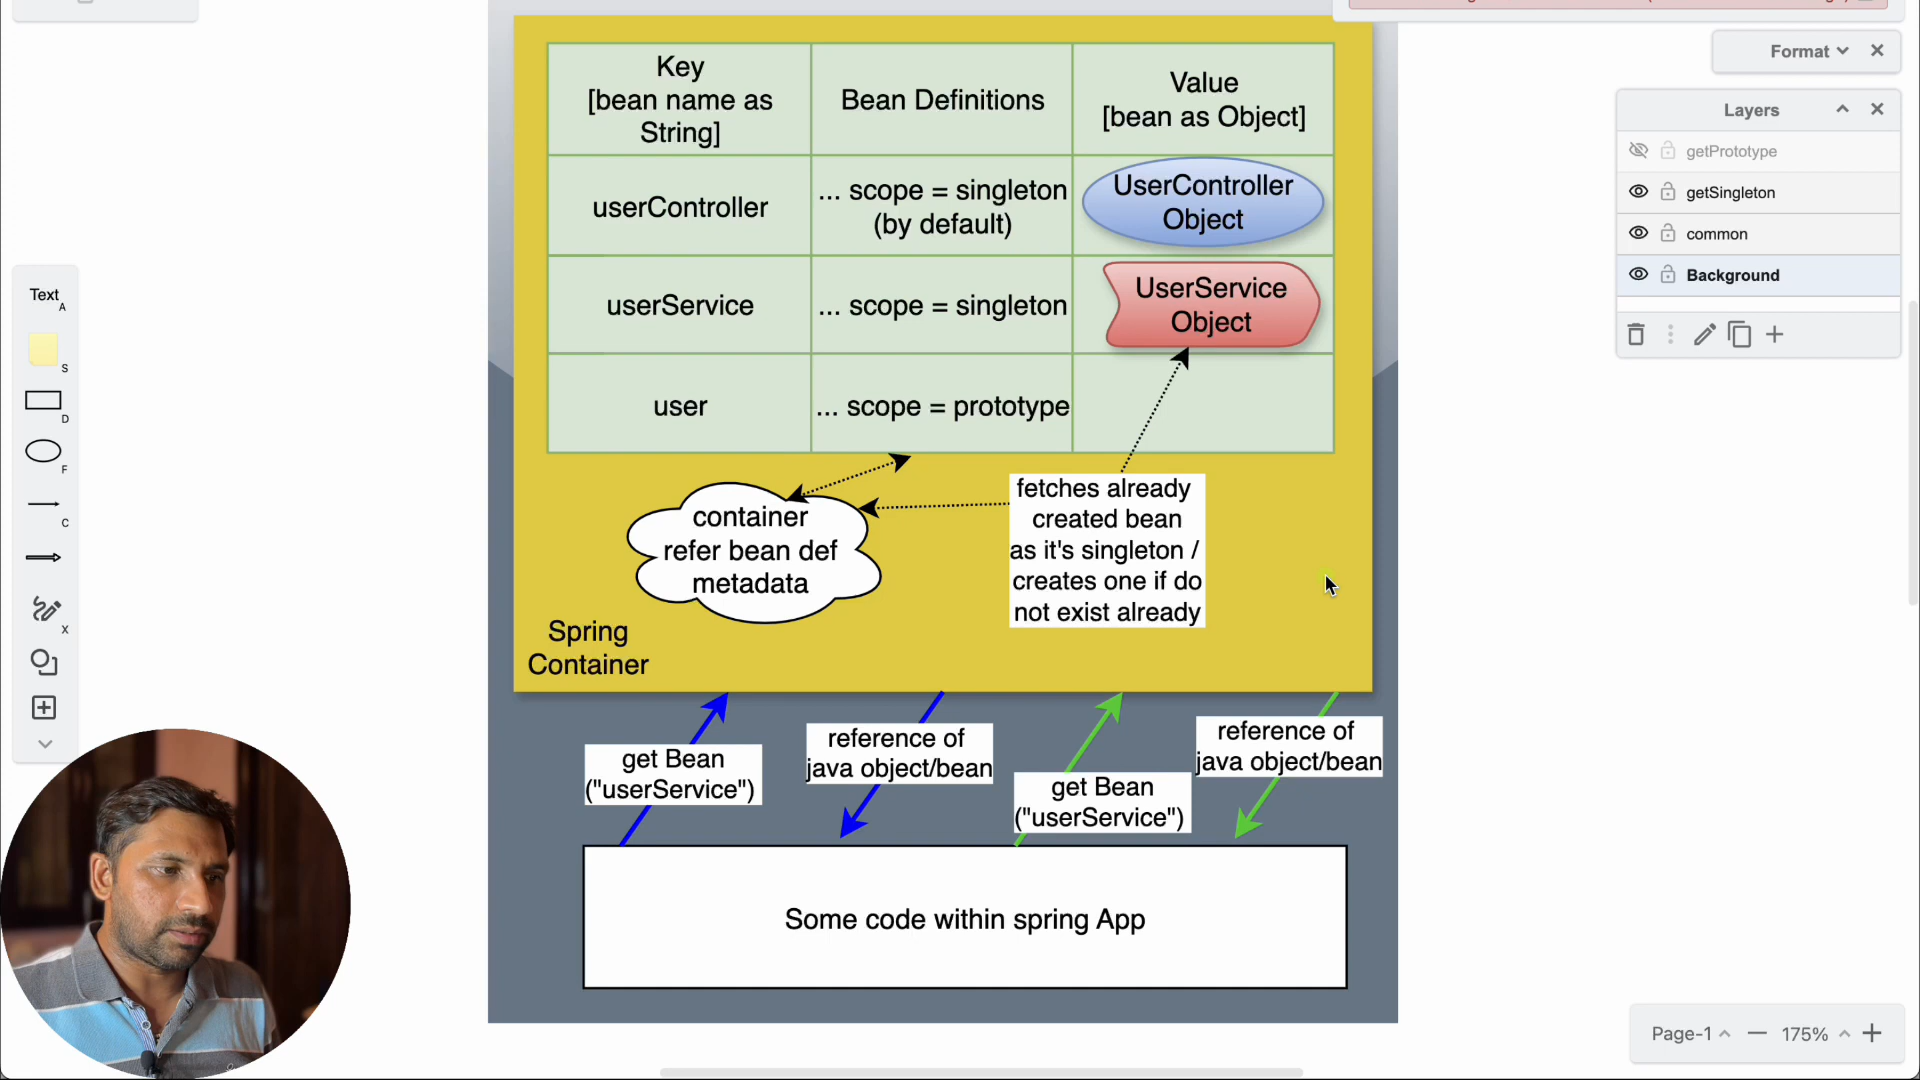 Key
[bean name as
String]
Bean Definitions
Value
[bean as Object]
userController
... scope = singleton
(by default)
UserController
Object
userService
... scope = singleton
UserService
Object
user
... scope = prototype
container
refer bean def
metadata
fetches already
created bean
as it's singleton /
creates one if do
not exist already
Spring
Container
get Bean
("userService")
reference of
java object/bean
get Bean
("userService")
reference of
java object/bean
Some code within spring App
Text
A
S
D
F
C
X
Format
Layers
getPrototype
getSingleton
common
Background
Page-1
175%